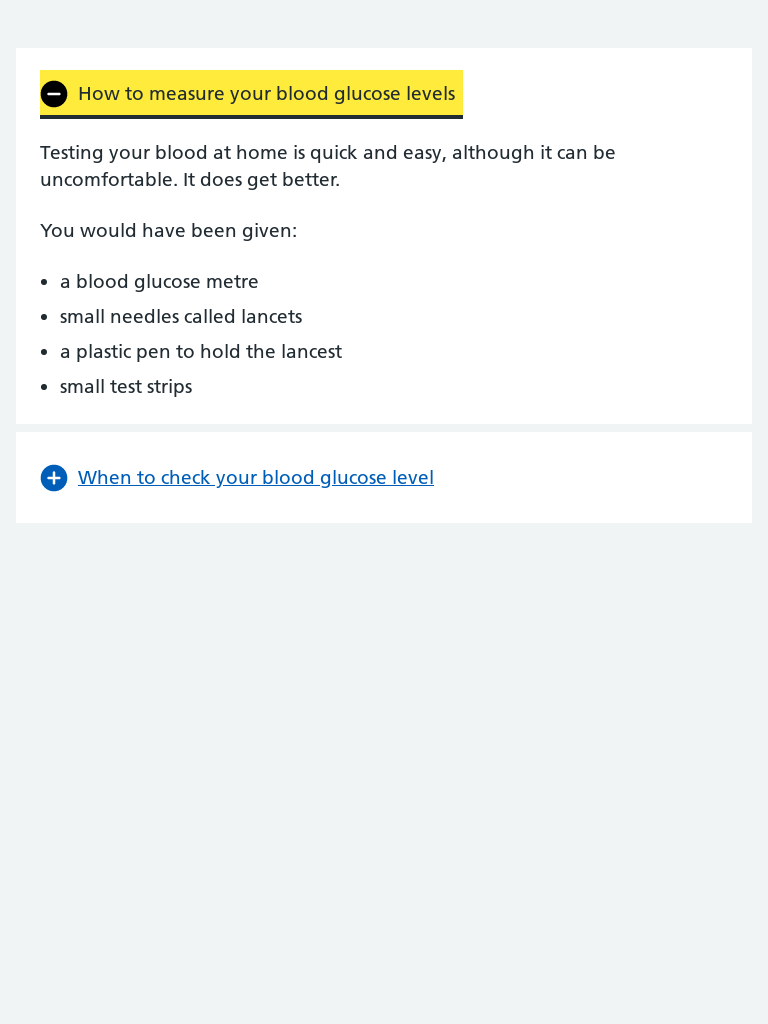 How to measure your blood glucose levels
Testing your blood at home is quick and easy, although it can be
uncomfortable. It does get better.
You would have been given:
a blood glucose metre
small needles called lancets
a plastic pen to hold the lancest
small test strips
When to check your blood glucose level